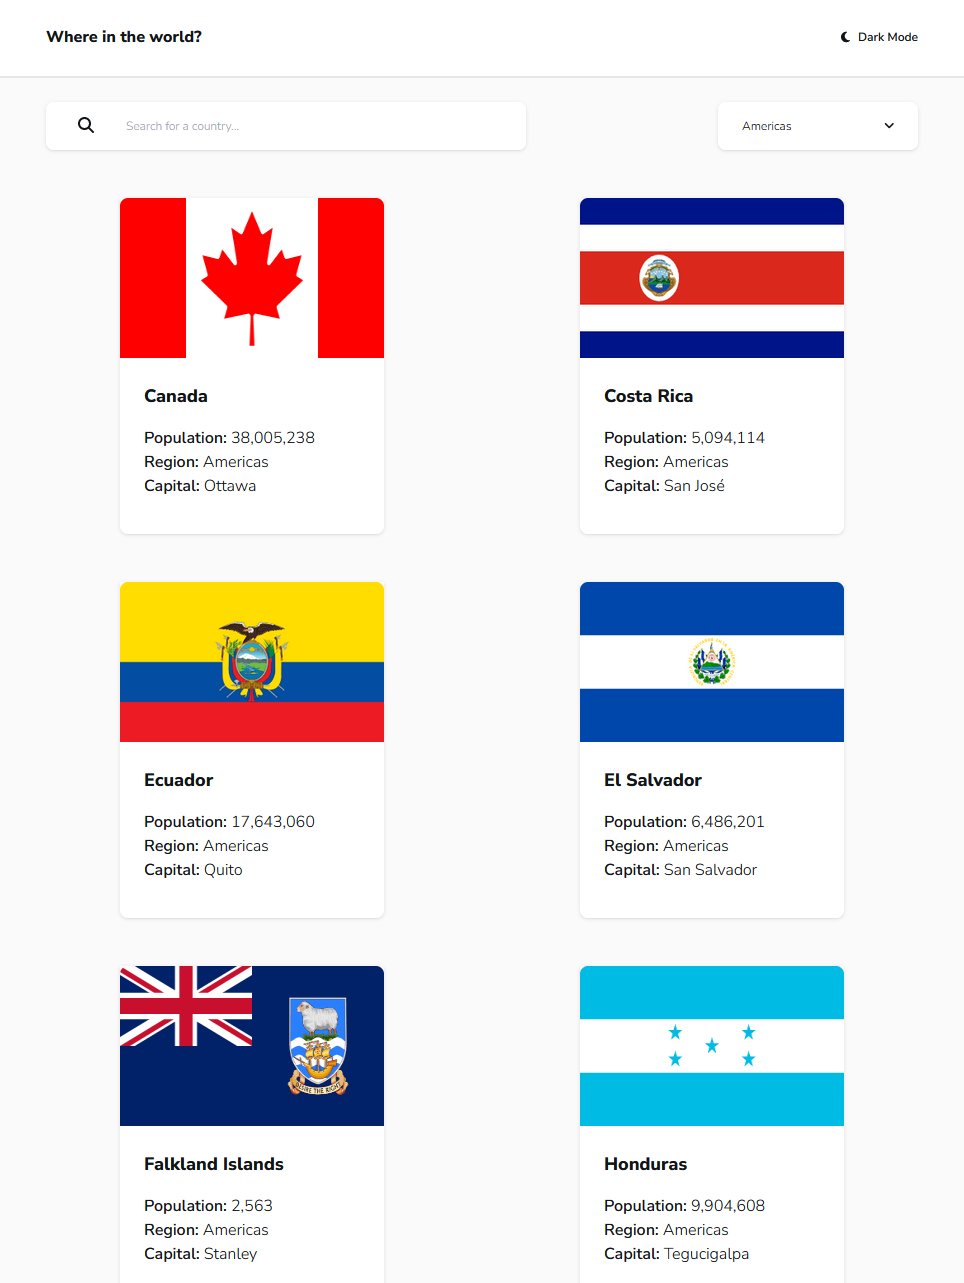 Where in the world?
Dark Mode
Search for a country...
Americas
Canada
Population: 38,005,238
Region: Americas
Capital: Ottawa
Costa Rica
Population: 5,094,114
Region: Americas
Capital: San José
Ecuador
Population: 17,643,060
Region: Americas
Capital: Quito
El Salvador
Population: 6,486,201
Region: Americas
Capital: San Salvador
DESIRE THE RIGHT
Falkland Islands
Population: 2,563
Region: Americas
Capital: Stanley
Honduras
Population: 9,904,608
Region: Americas
Capital: Tegucigalpa